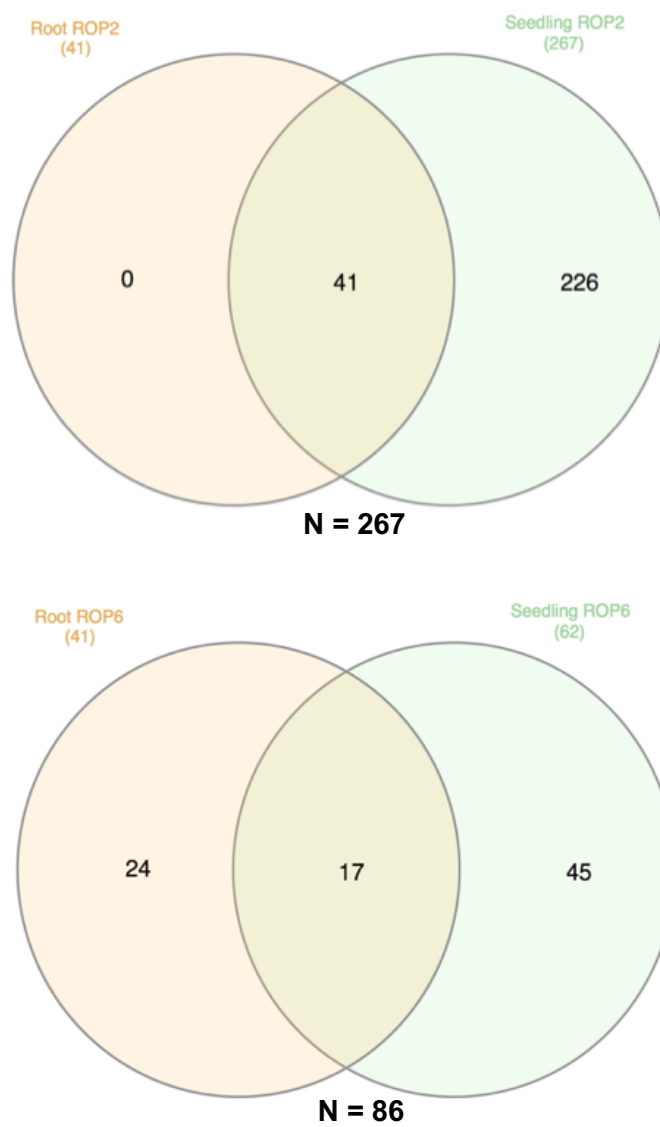 Root ROP2
(41)
Seedling ROP2
(267)
0
41
226
N = 267
Root ROP6
(41)
Seedling ROP6
(62)
24
17
45
N = 86